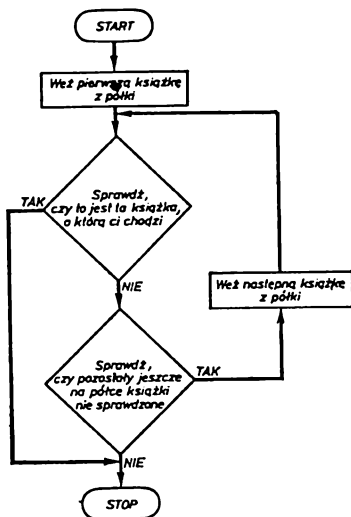 START
Weź pierwszą książkę
z półki
Sprawdź,
czy to jest ta książka,
o którą ci chodzi
TAK
NIE
Weź następną książkę
z półki
Sprawdź,
czy pozostały jeszcze
na półce książki
nie sprawdzone
TAK
NIE
STOP